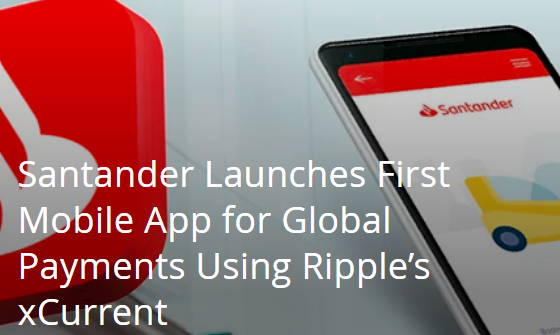 Santander
Santander Launches First
Mobile App for Global
Payments Using Ripple’s
xCurrent